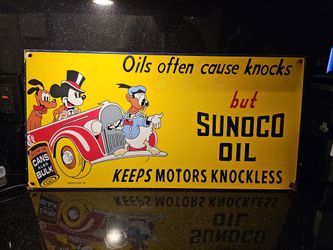 Oils often cause knocks
but
SUNOCO
OIL
KEEPS MOTORS KNOCKLESS
CANS
BULK